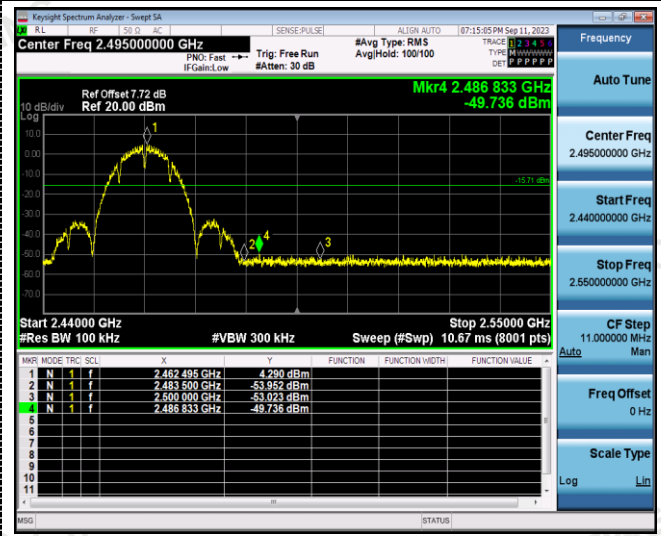 Keysight Spectrum Analyzer - Swept SA
RL RF 50 Ω AC SENSE:PULSE ALIGN AUTO 07:15:05 PM Sep 11, 2023
Center Freq 2.495000000 GHz
PNO: Fast
IFGain:Low
Trig: Free Run
#Atten: 30 dB
#Avg Type: RMS
Avg|Hold: 100/100
TRACE 1 2 3 4 5 6
TYPE M W W W W W
DET P P P P P P
Frequency
Auto Tune
Center Freq
2.495000000 GHz
Start Freq
2.440000000 GHz
Stop Freq
2.550000000 GHz
CF Step
11.000000 MHz
Auto Man
Freq Offset
0 Hz
Scale Type
Log Lin
Ref Offset 7.72 dB
10 dB/div Ref 20.00 dBm
Log
Mkr4 2.486 833 GHz
-49.736 dBm
10.0
0.00
-10.0
-20.0
-30.0
-40.0
-50.0
-60.0
-70.0
1
2
4
3
-15.71 dBm
Start 2.44000 GHz Stop 2.55000 GHz
#Res BW 100 kHz #VBW 300 kHz Sweep (#Swp) 10.67 ms (8001 pts)
MKR MODE TRC SCL X Y FUNCTION FUNCTION WIDTH FUNCTION VALUE
1 N 1 f 2.462 495 GHz 4.290 dBm
2 N 1 f 2.483 500 GHz -53.952 dBm
3 N 1 f 2.500 000 GHz -53.023 dBm
4 N 1 f 2.486 833 GHz -49.736 dBm
5
6
7
8
9
10
11
MSG STATUS